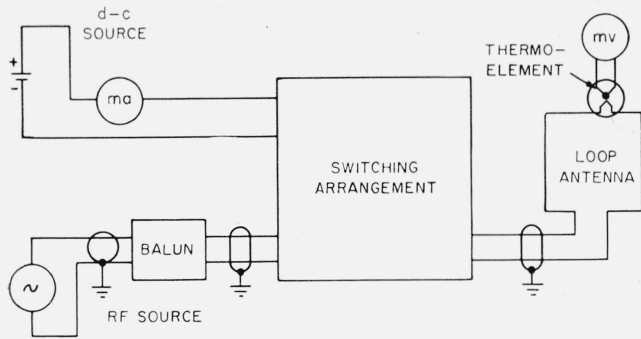 d-c
SOURCE
+
-
ma
mv
THERMO-
ELEMENT
SWITCHING
ARRANGEMENT
LOOP
ANTENNA
BALUN
~
RF SOURCE